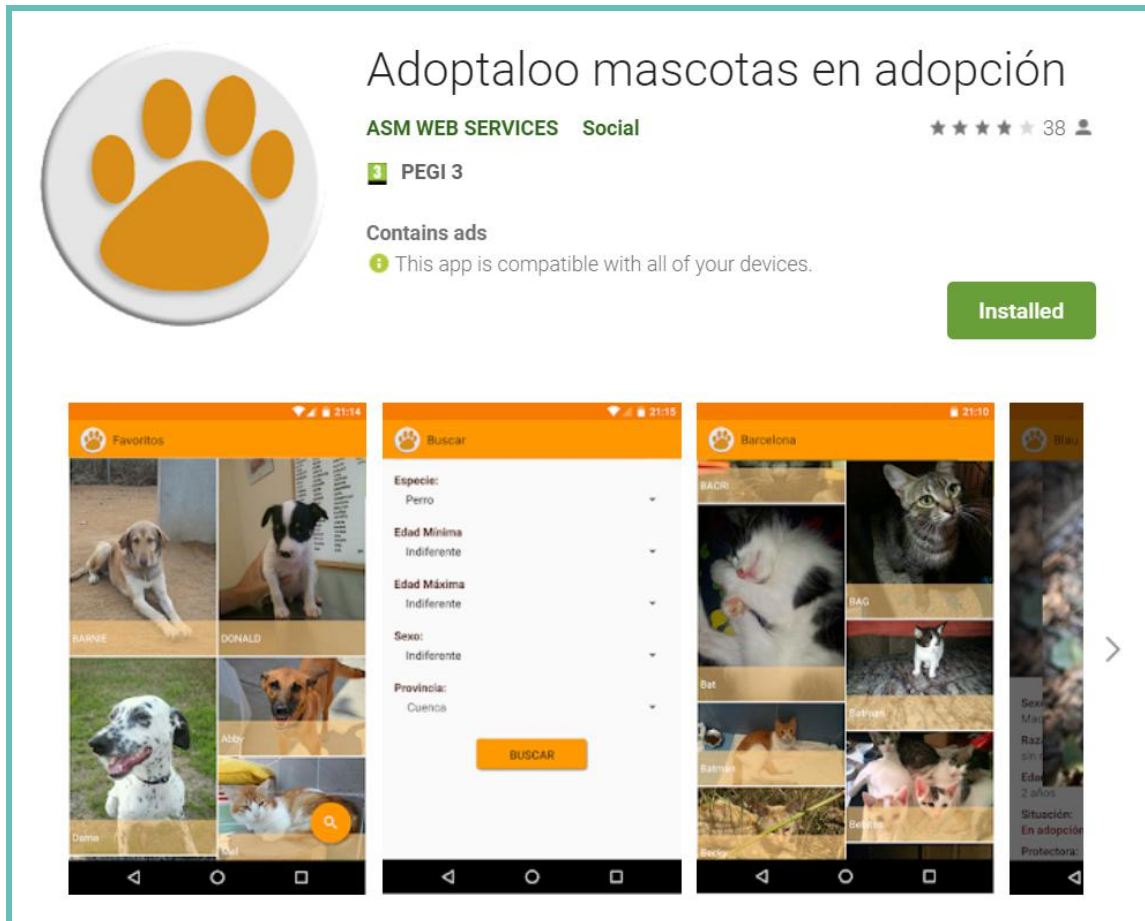 Adoptaloo mascotas en adopción
ASM WEB SERVICES Social
38
3 PEGI 3
Contains ads
This app is compatible with all of your devices.
Installed
21:14
Favoritos
BARNIE
DONALD
Dama
Abby
21:15
Buscar
Especie:
Perro
Edad Mínima
Indiferente
Edad Máxima
Indiferente
Sexo:
Indiferente
Provincia:
Cuenca
BUSCAR
21:10
Barcelona
BACRI
BAG
Bat
Batman
Batman
Becky
Blau
2 años
Situación:
En adopción
Protectora: